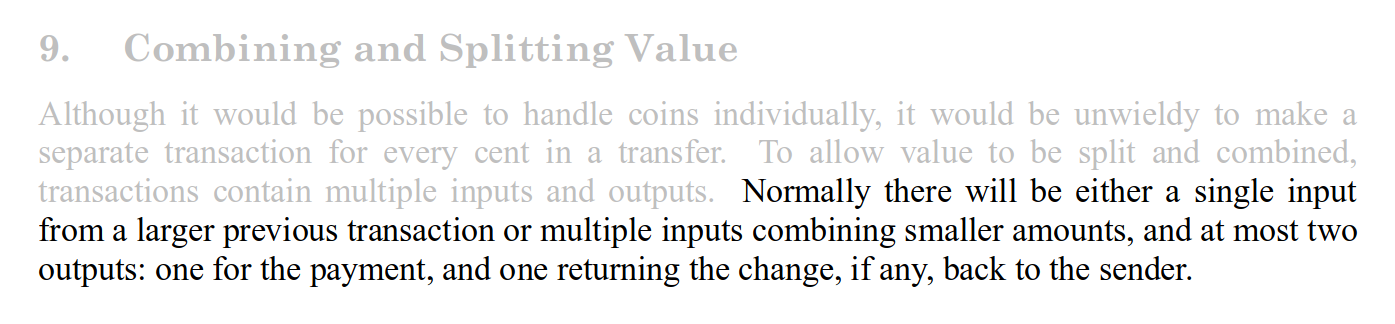 9. Combining and Splitting Value
Although it would be possible to handle coins individually, it would be unwieldy to make a
separate transaction for every cent in a transfer. To allow value to be split and combined,
transactions contain multiple inputs and outputs. Normally there will be either a single input
from a larger previous transaction or multiple inputs combining smaller amounts, and at most two
outputs: one for the payment, and one returning the change, if any, back to the sender.